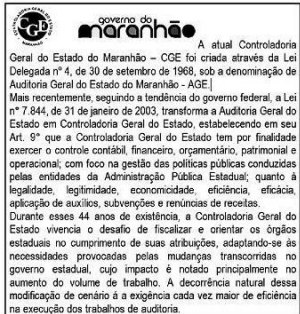 CONTROLADORIA GERAL DO ESTADO
CGE
MARANHÃO
governo do
maranhão
A atual Controladoria
Geral do Estado do Maranhão – CGE foi criada através da Lei
Delegada n° 4, de 30 de setembro de 1968, sob a denominação de
Auditoria Geral do Estado do Maranhão - AGE.
Mais recentemente, seguindo a tendência do governo federal, a Lei
n° 7.844, de 31 de janeiro de 2003, transforma a Auditoria Geral do
Estado em Controladoria Geral do Estado, estabelecendo em seu
Art. 9° que a Controladoria Geral do Estado tem por finalidade
exercer o controle contábil, financeiro, orçamentário, patrimonial e
operacional; com foco na gestão das políticas públicas conduzidas
pelas entidades da Administração Pública Estadual; quanto à
legalidade, legitimidade, economicidade, eficiência, eficácia,
aplicação de auxílios, subvenções e renúncias de receitas.
Durante esses 44 anos de existência, a Controladoria Geral do
Estado vivencia o desafio de fiscalizar e orientar os órgãos
estaduais no cumprimento de suas atribuições, adaptando-se às
necessidades provocadas pelas mudanças transcorridas no
governo estadual, cujo impacto é notado principalmente no
aumento do volume de trabalho. A decorrência natural dessa
modificação de cenário á a exigência cada vez maior de eficiência
na execução dos trabalhos de auditoria.